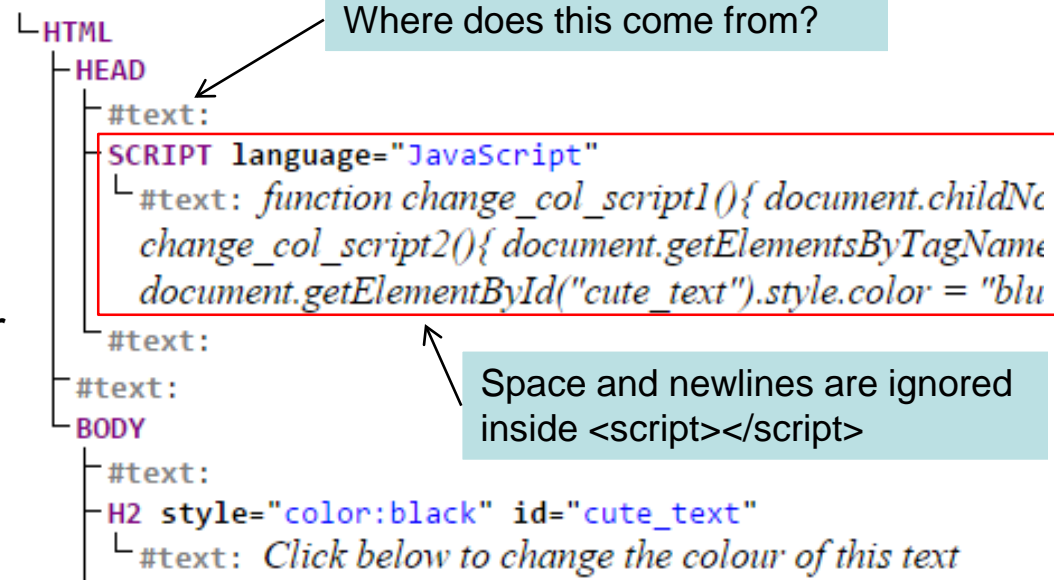 Where does this come from?
HTML
HEAD
#text:
SCRIPT language="JavaScript"
#text: function change_col_script1(){ document.childNo
change_col_script2(){ document.getElementsByTagName
document.getElementById("cute_text").style.color = "blu
#text:
Space and newlines are ignored
inside <script></script>
#text:
BODY
#text:
H2 style="color:black" id="cute_text"
#text: Click below to change the colour of this text